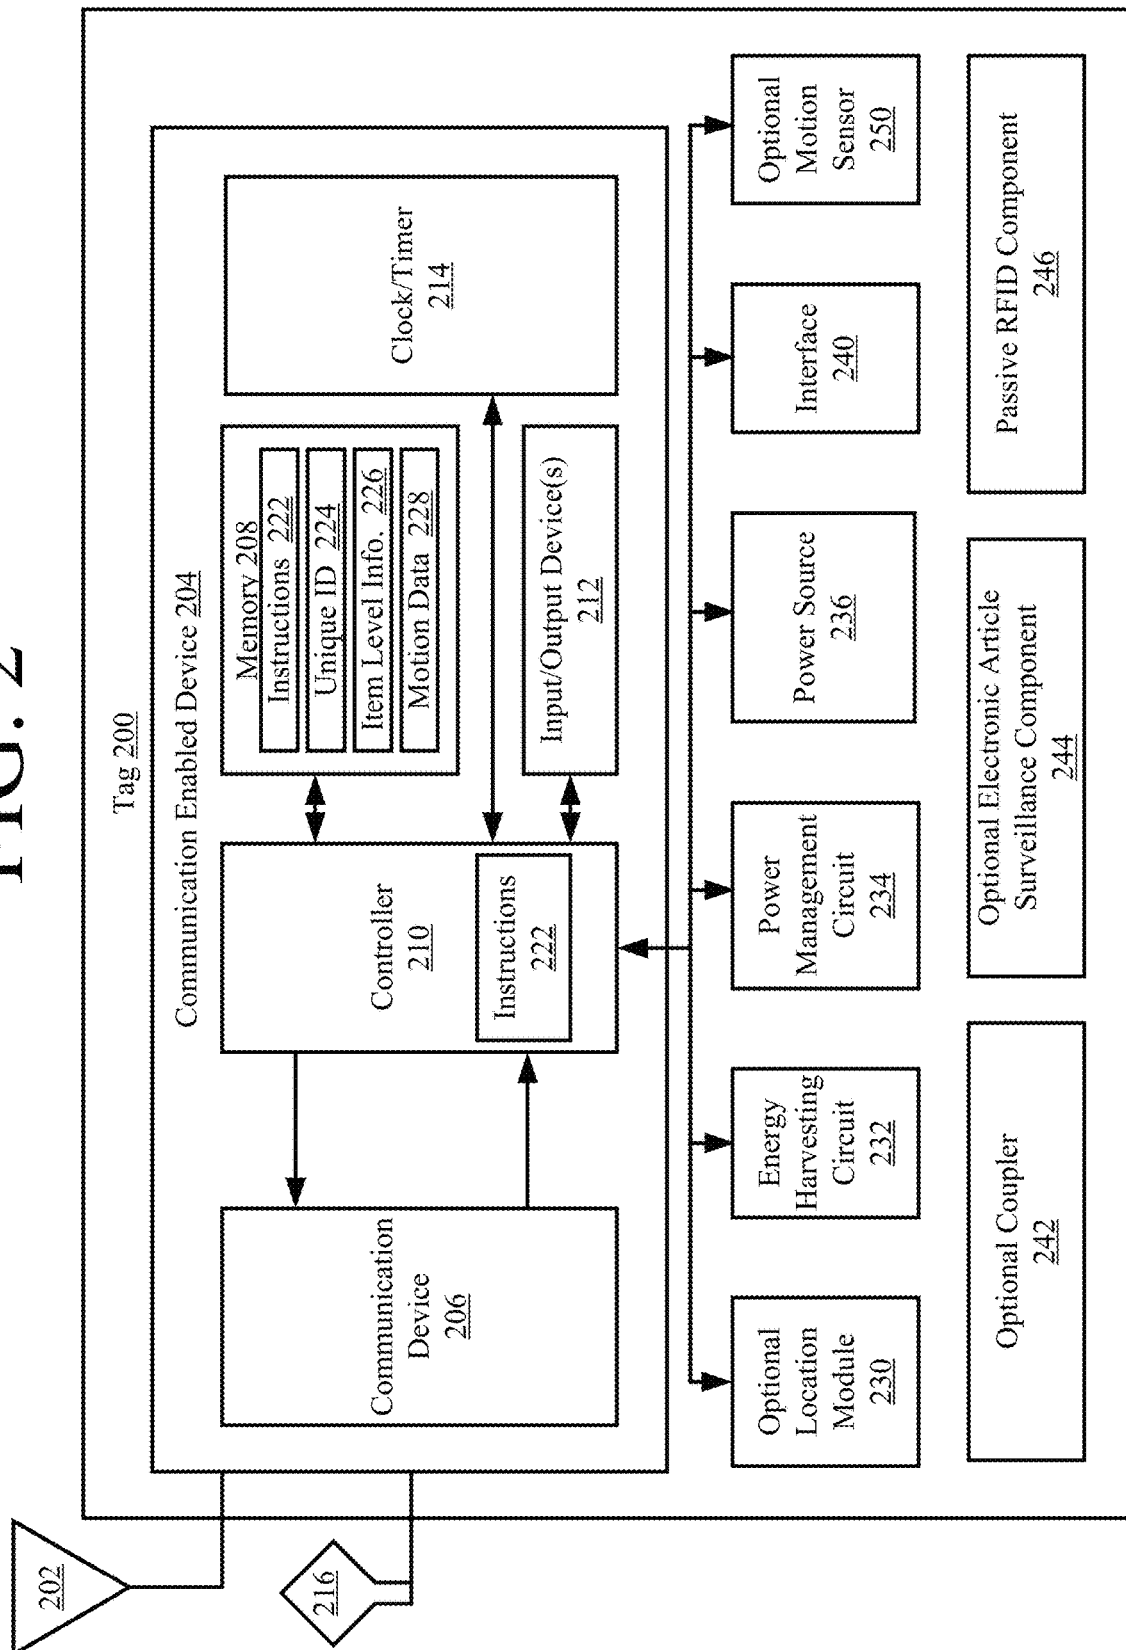 FIG. 2
202
216
Tag 200
Communication Enabled Device 204
Communication
Device
206
Controller
210
Instructions
222
Memory 208
Instructions 222
Unique ID 224
Item Level Info. 226
Motion Data 228
Input/Output Device(s)
212
Clock/Timer
214
Optional
Location
Module
230
Energy
Harvesting
Circuit
232
Power
Management
Circuit
234
Power Source
236
Interface
240
Optional
Motion
Sensor
250
Optional Coupler
242
Optional Electronic Article
Surveillance Component
244
Passive RFID Component
246